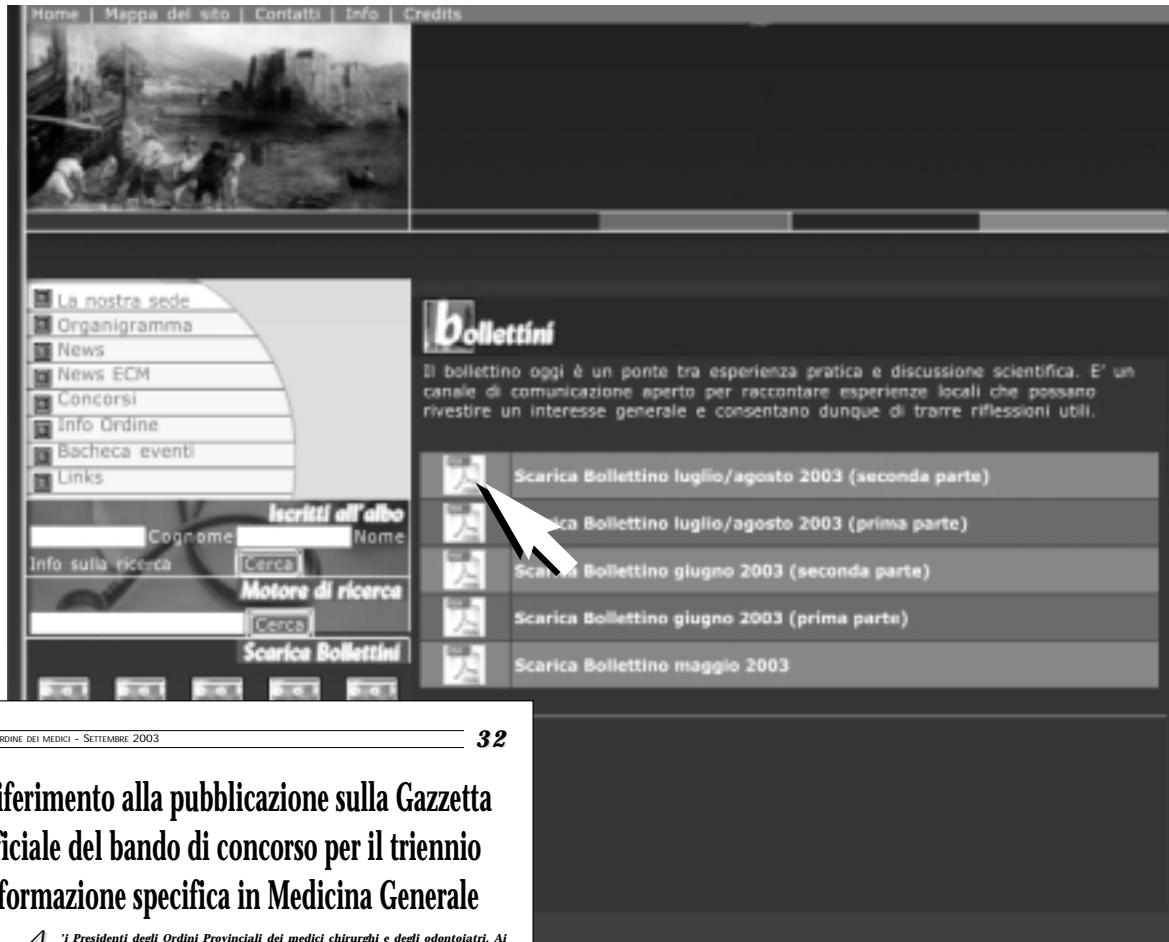 Home | Mappa del sito | Contatti | Info | Credits
La nostra sede
Organigramma
News
News ECM
Concorsi
Info Ordine
Bacheca eventi
Links
Iscritti all'albo
Cognome Nome
Info sulla ricerca Cerca
Motore di ricerca
Cerca
Scarica Bollettini
bollettini
Il bollettino oggi è un ponte tra esperienza pratica e discussione scientifica. E' un
canale di comunicazione aperto per raccontare esperienze locali che possano
rivestire un interesse generale e consentano dunque di trarre riflessioni utili.
Scarica Bollettino luglio/agosto 2003 (seconda parte)
ca Bollettino luglio/agosto 2003 (prima parte)
Scarica Bollettino giugno 2003 (seconda parte)
Scarica Bollettino giugno 2003 (prima parte)
Scarica Bollettino maggio 2003
RDINE DEI MEDICI - SETTEMBRE 2003 32
iferimento alla pubblicazione sulla Gazzetta
ficiale del bando di concorso per il triennio
formazione specifica in Medicina Generale
'i Presidenti degli Ordini Provinciali dei medici chirurghi e degli odontoiatri. Ai